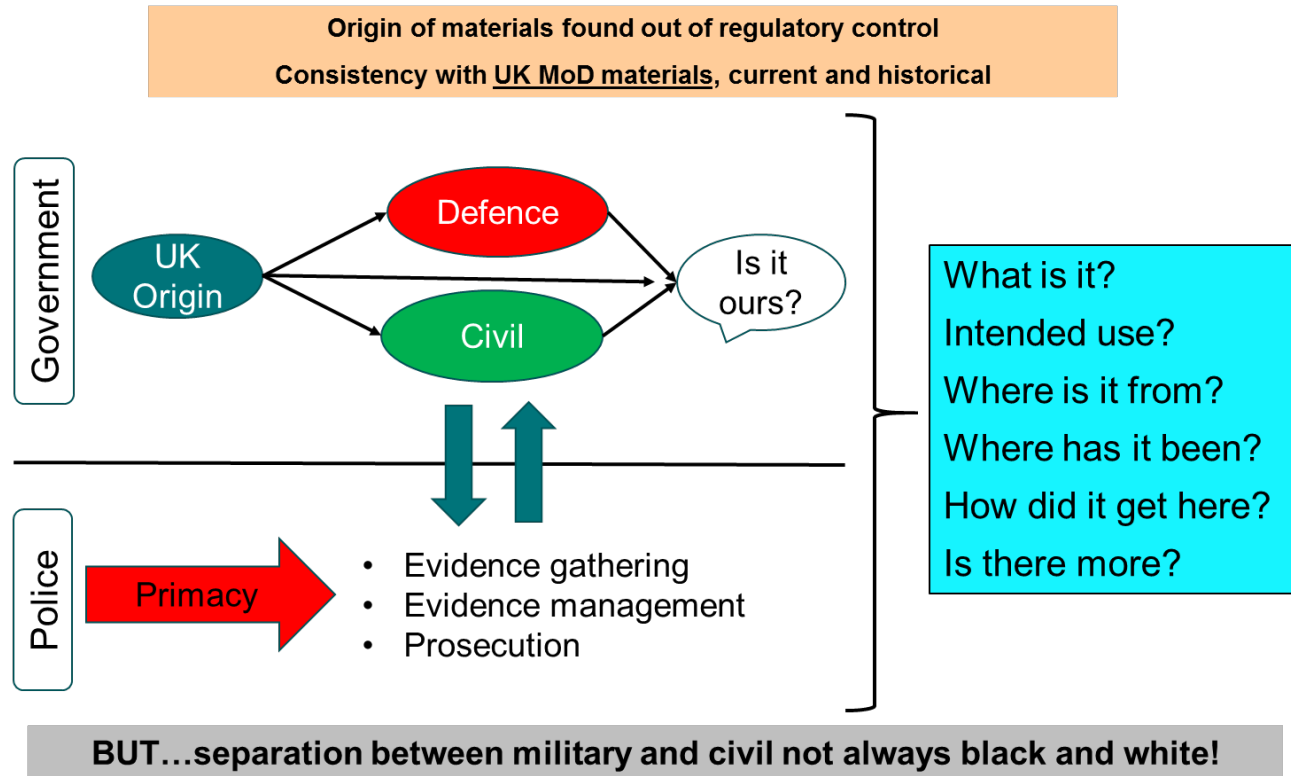 Origin of materials found out of regulatory control
Consistency with UK MoD materials, current and historical
Government
UK
Origin
Defence
Civil
Is it
ours?
Police
Primacy
• Evidence gathering
• Evidence management
• Prosecution
What is it?
Intended use?
Where is it from?
Where has it been?
How did it get here?
Is there more?
BUT...separation between military and civil not always black and white!